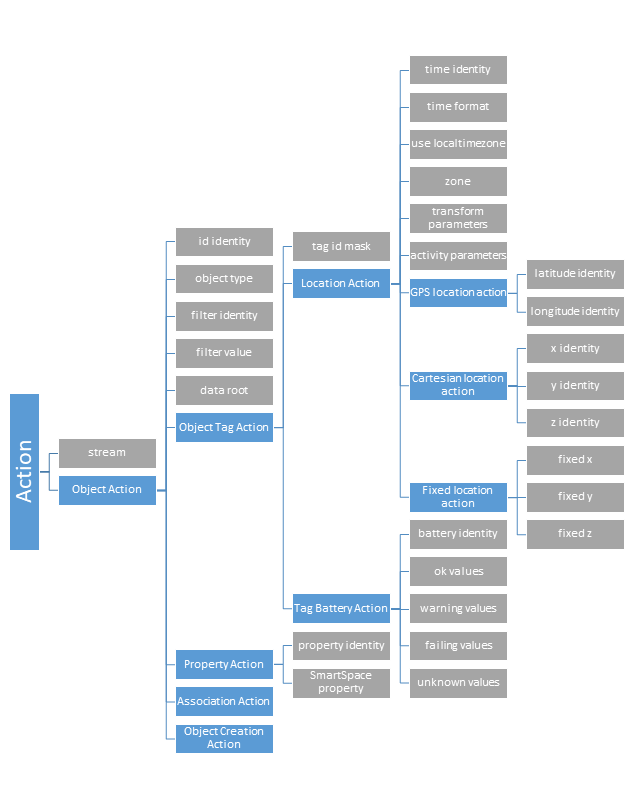 Action
stream
Object Action
id identity
object type
filter identity
filter value
data root
Object Tag Action
tag id mask
Location Action
time identity
time format
use localtimezone
zone
transform
parameters
activity parameters
GPS location action
latitude identity
longitude identity
Cartesian location
action
x identity
y identity
z identity
Fixed location
action
fixed x
fixed y
fixed z
Tag Battery Action
battery identity
ok values
warning values
failing values
unknown values
Property Action
property identity
SmartSpace
property
Association Action
Object Creation
Action